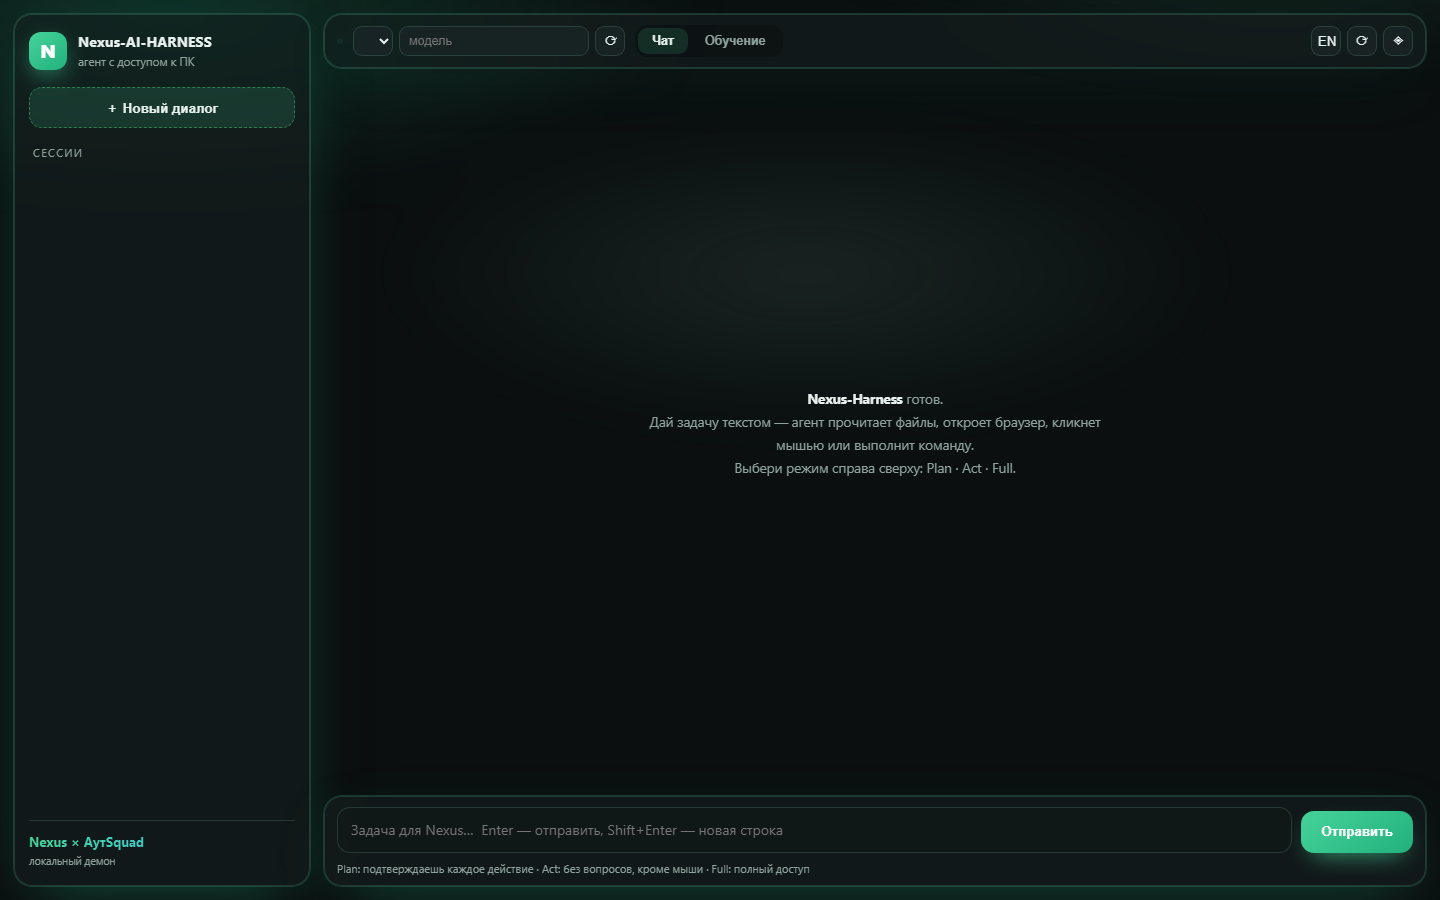 N
Nexus-AI-HARNESS
агент с доступом к ПК
+ Новый диалог
СЕССИИ
Nexus × АутSquad
локальный демон
модель
Чат
Обучение
EN
Nexus-Harness готов.
Дай задачу текстом — агент прочитает файлы, откроет браузер, кликнет
мышью или выполнит команду.
Выбери режим справа сверху: Plan · Act · Full.
Задача для Nexus... Enter — отправить, Shift+Enter — новая строка
Отправить
Plan: подтверждаешь каждое действие · Act: без вопросов, кроме мыши · Full: полный доступ